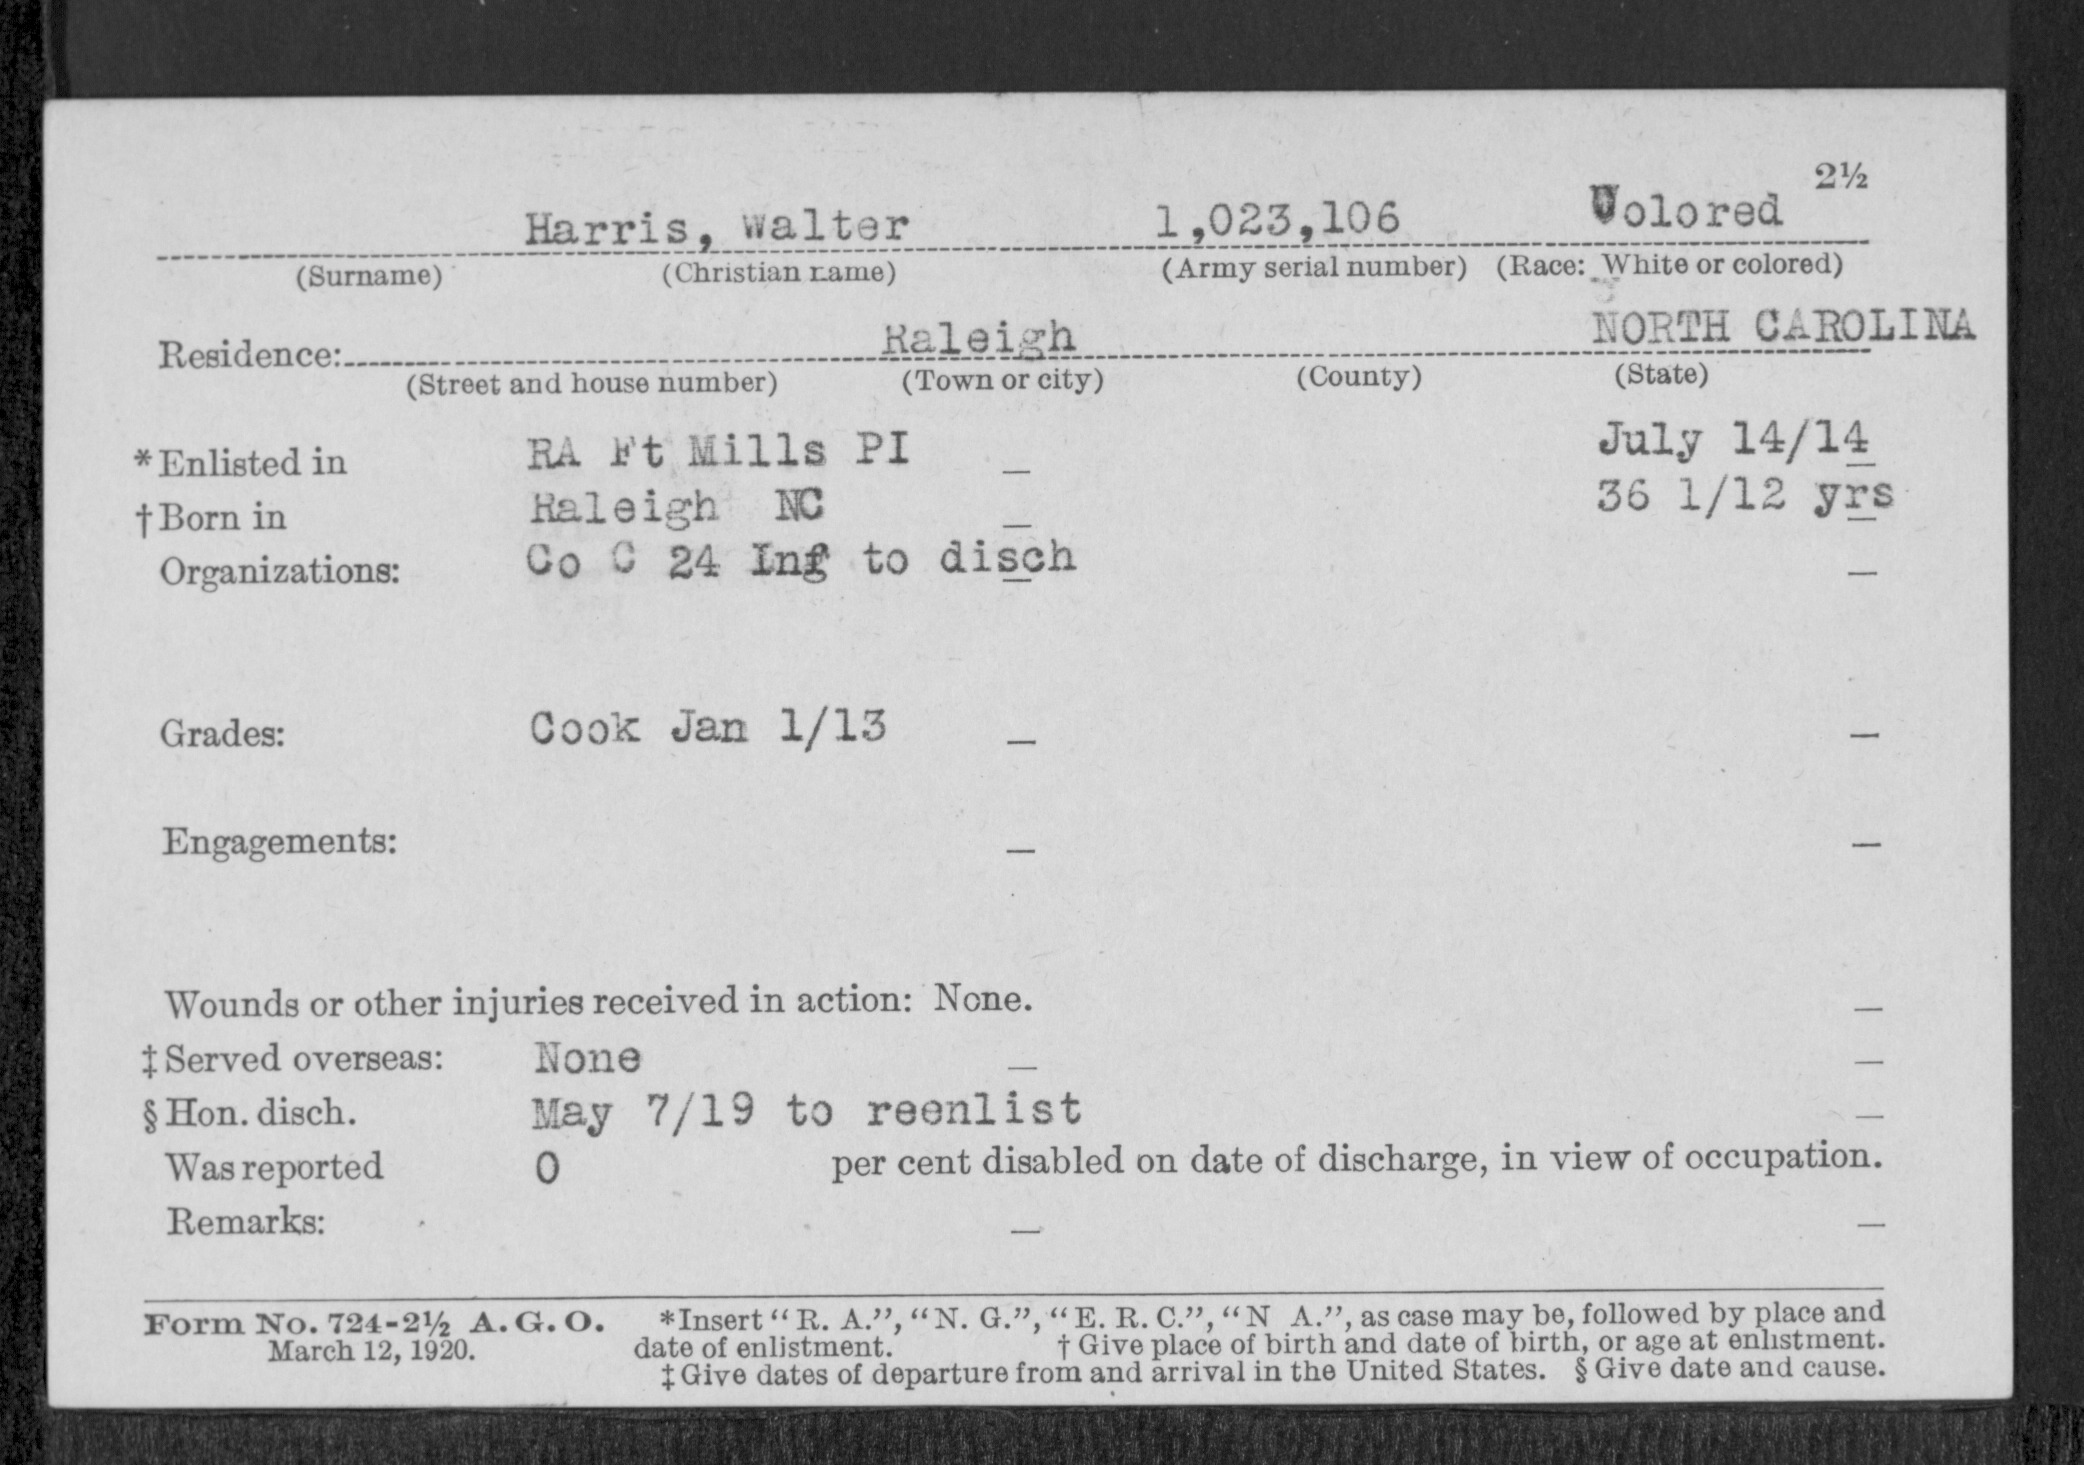 2½
Harris, Walter 1,023,106 Colored
(Surname) (Christian name) (Army serial number) (Race: White or colored)
Residence: Raleigh NORTH CAROLINA
(Street and house number) (Town or city) (County) (State)
*Enlisted in RA Ft Mills PI — July 14/14
†Born in Raleigh NC — 36 1/12 yrs
Organizations: Co C 24 Inf to disch —
Grades: Cook Jan 1/13 — —
Engagements: — —
Wounds or other injuries received in action: None. —
‡Served overseas: None — —
§Hon. disch. May 7/19 to reenlist —
Was reported 0 per cent disabled on date of discharge, in view of occupation.
Remarks: — —
Form No. 724-2½ A. G. O. *Insert "R. A.", "N. G.", "E. R. C.", "N A.", as case may be, followed by place and
March 12, 1920. date of enlistment. †Give place of birth and date of birth, or age at enlistment.
‡Give dates of departure from and arrival in the United States. §Give date and cause.